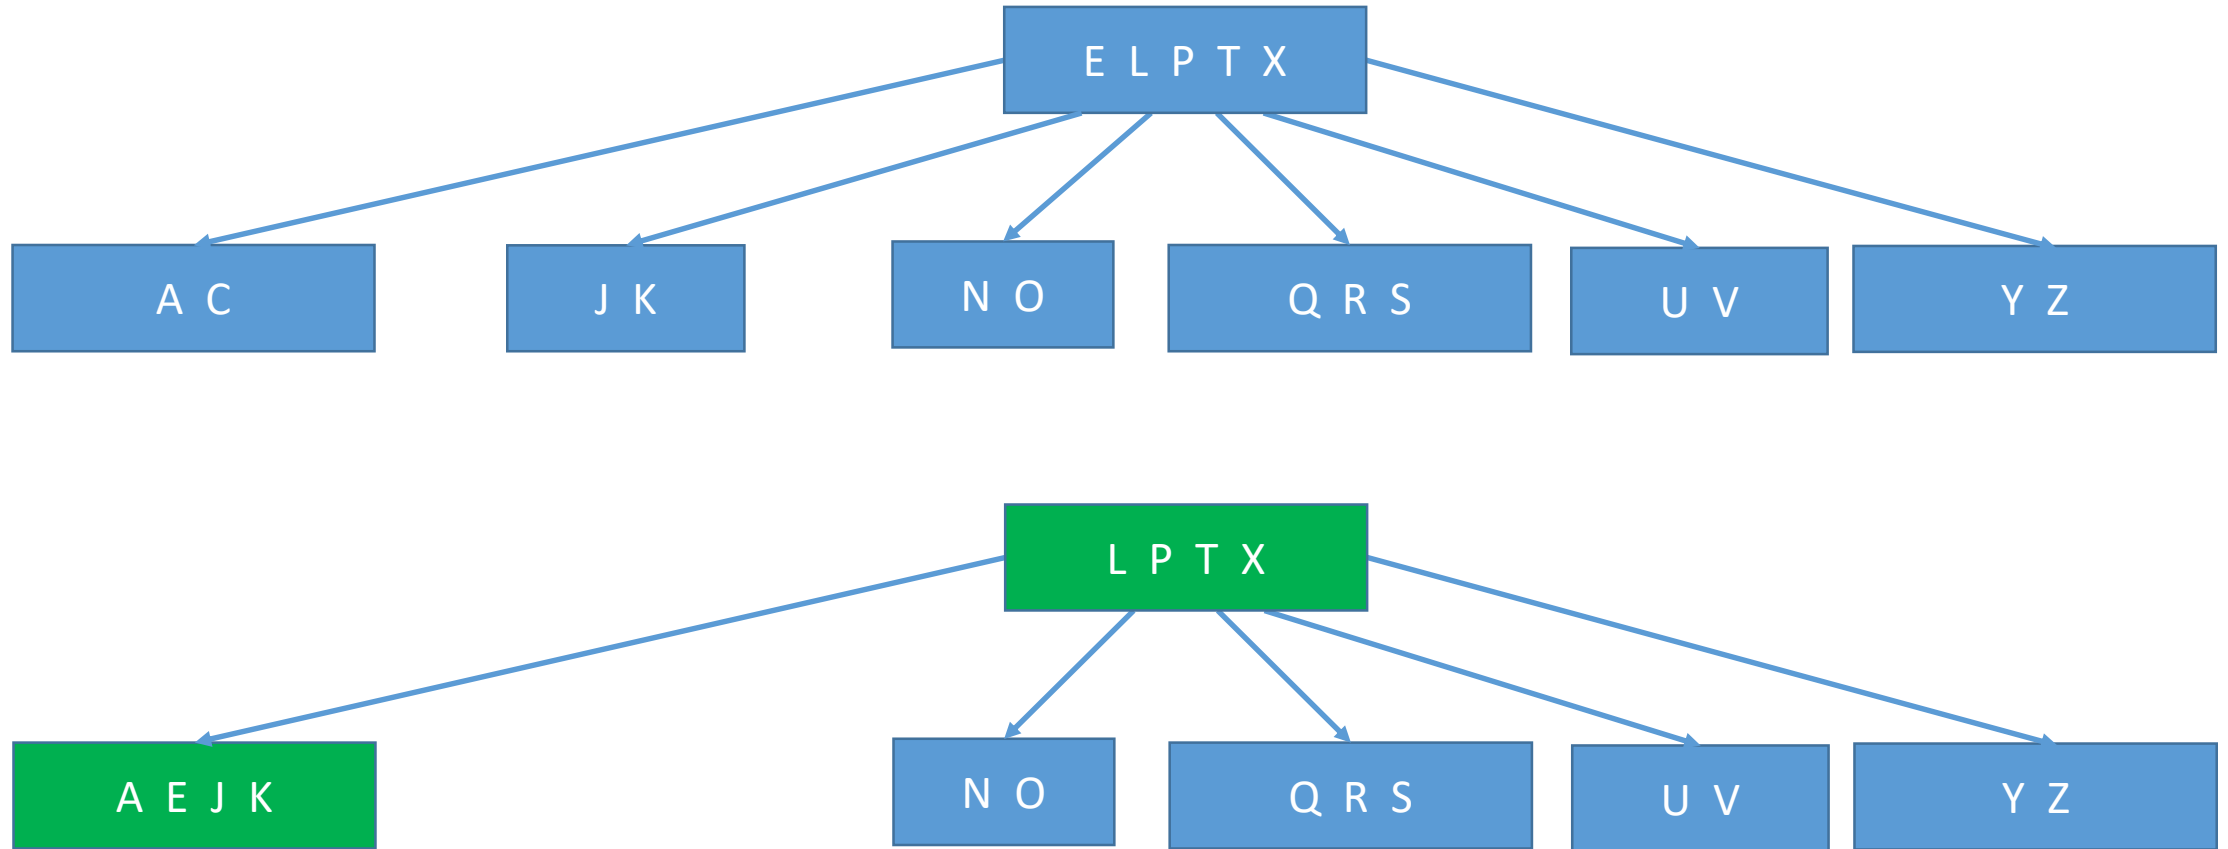 E L P T X
A C
J K
N O
Q R S
U V
Y Z
L P T X
A E J K
N O
Q R S
U V
Y Z